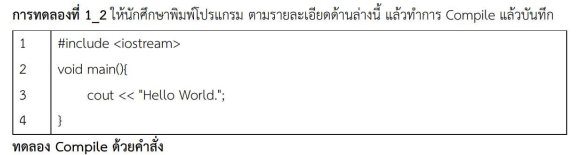 การทดลองที่ 1_2 ให้นักศึกษาพิมพ์โปรแกรม ตามรายละเอียดด้านล่างนี้ แล้วทำการ Compile แล้วบันทึก
1 #include <iostream>
2 void main(){
3 cout << "Hello World.";
4 }
ทดลอง Compile ด้วยคำสั่ง